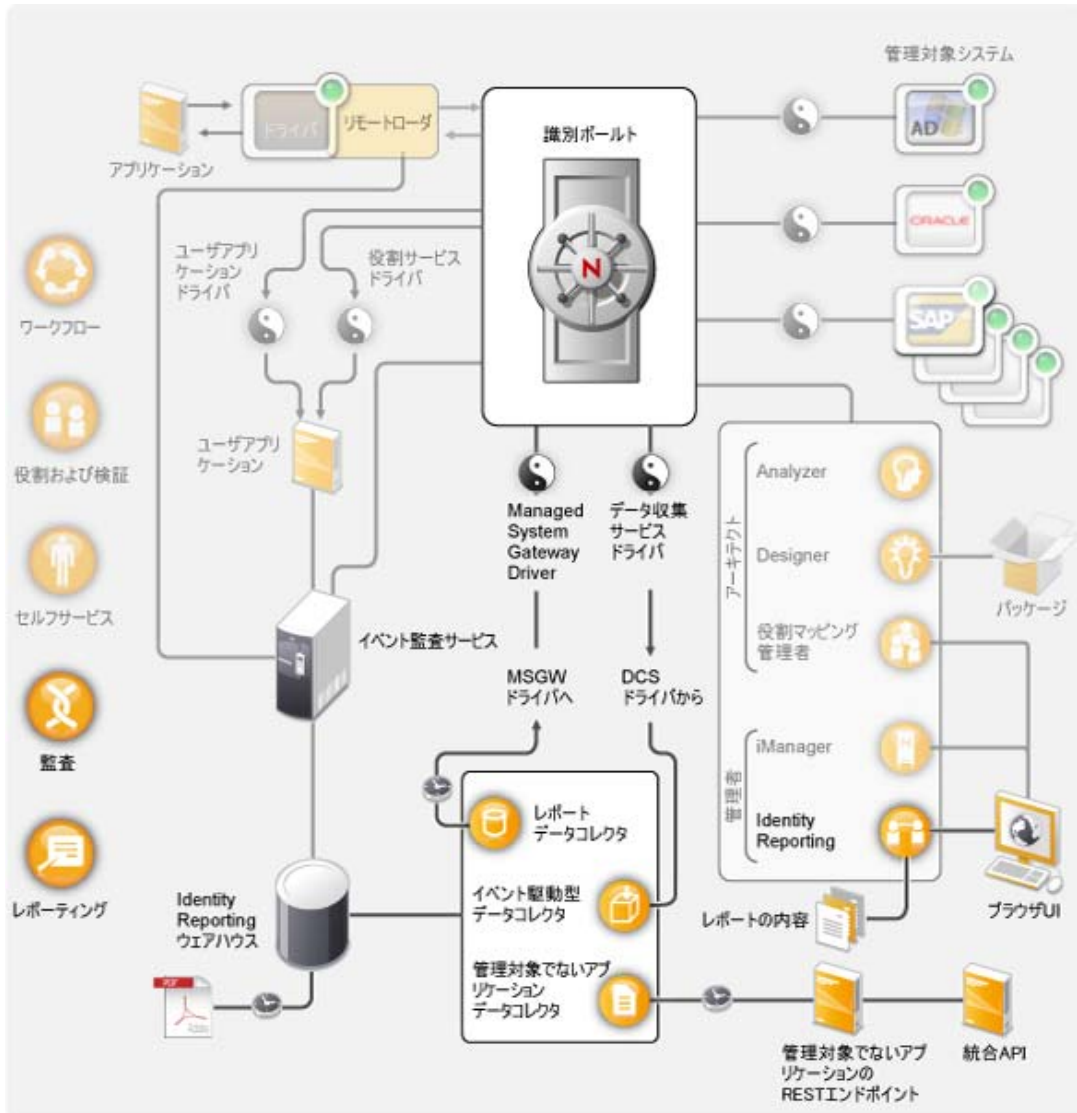 管理対象システム
ドライバ
リモートローダ
アプリケーション
識別ボールト
AD
ORACLE
SAP
N
ユーザアプリ
ケーション
ドライバ
役割サービス
ドライバ
ワークフロー
役割および検証
セルフサービス
監査
レポーティング
ユーザアプリ
ケーション
Managed
System
Gateway
Driver
データ収集
サービス
ドライバ
アーキテクト
Analyzer
Designer
役割マッピング
管理者
パッケージ
イベント監査サービス
MSGW
ドライバへ
DCS
ドライバから
管理者
iManager
Identity
Reporting
ブラウザUI
レポートの内容
レポート
データコレクタ
イベント駆動型
データコレクタ
管理対象でないアプ
リケーション
データコレクタ
Identity
Reporting
ウェアハウス
PDF
管理対象でないアプ
リケーションの
RESTエンドポイント
統合API